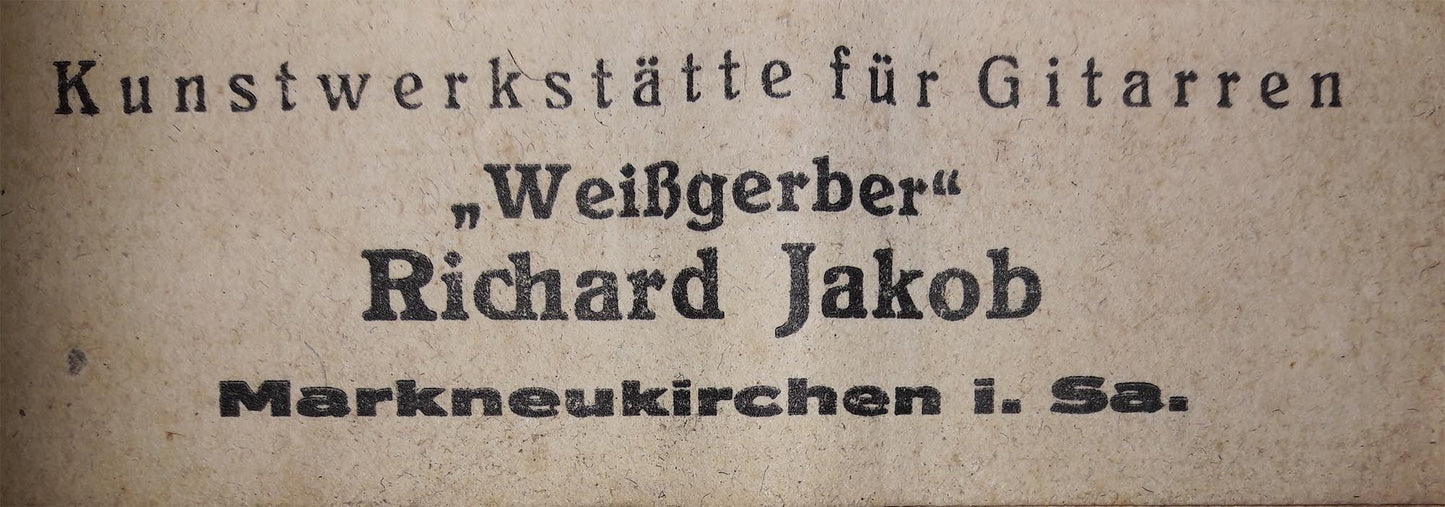 Kunstwerkstätte für Gitarren
„Weißgerber“
Richard Jakob
Markneukirchen i. Sa.